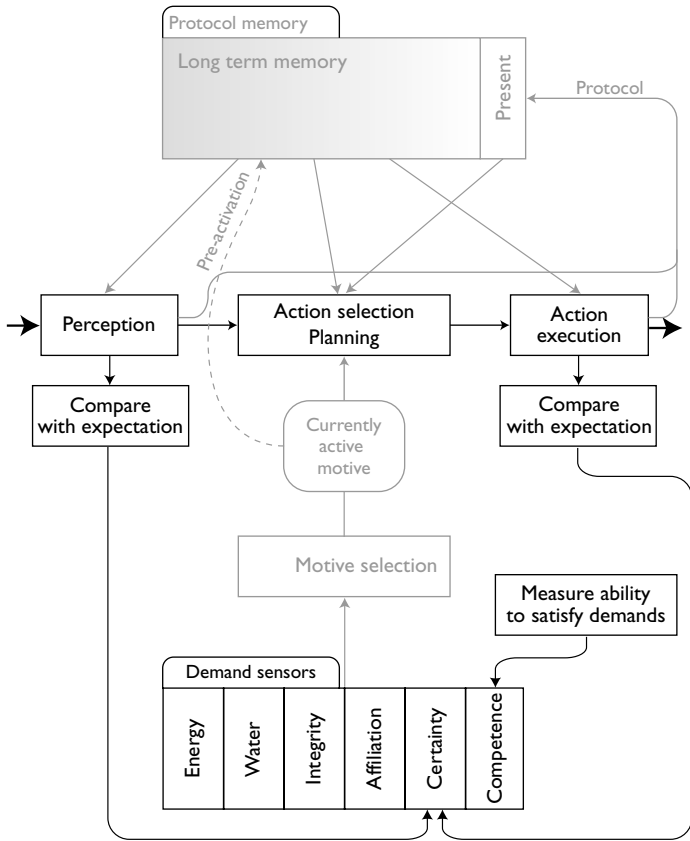 Protocol memory
Long term memory
Present
Protocol
Pre-activation
Perception
Action selection
Planning
Action
execution
Compare
with expectation
Currently
active
motive
Compare
with expectation
Motive selection
Measure ability
to satisfy demands
Demand sensors
Energy
Water
Integrity
Affiliation
Certainty
Competence